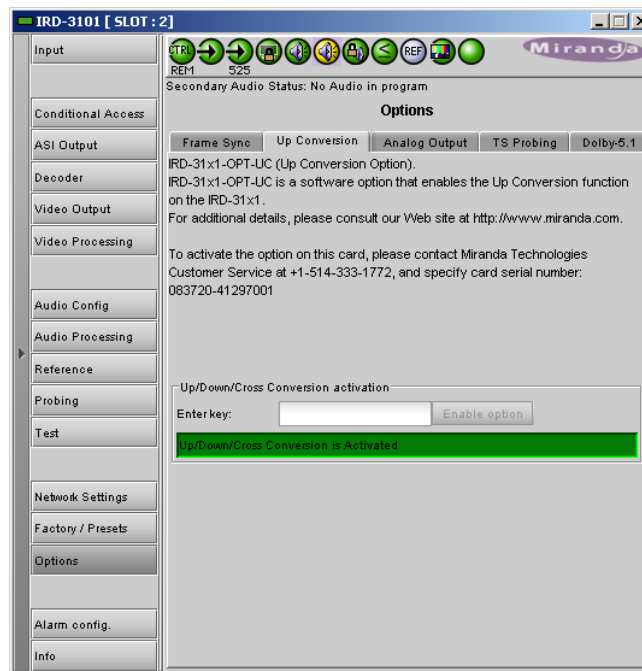 IRD-3101 [ SLOT : 2]
Input
Conditional Access
ASI Output
Decoder
Video Output
Video Processing
Audio Config
Audio Processing
Reference
Probing
Test
Network Settings
Factory / Presets
Options
Alarm config.
Info
CTRL
REF
Miranda
REM
525
Secondary Audio Status: No Audio in program
Options
Frame Sync
Up Conversion
Analog Output
TS Probing
Dolby-5.1
IRD-31x1-OPT-UC (Up Conversion Option).
IRD-31x1-OPT-UC is a software option that enables the Up Conversion function
on the IRD-31x1.
For additional details, please consult our Web site at http://www.miranda.com.
To activate the option on this card, please contact Miranda Technologies
Customer Service at +1-514-333-1772, and specify card serial number:
083720-41297001
Up/Down/Cross Conversion activation
Enter key:
Enable option
Up/Down/Cross Conversion is Activated